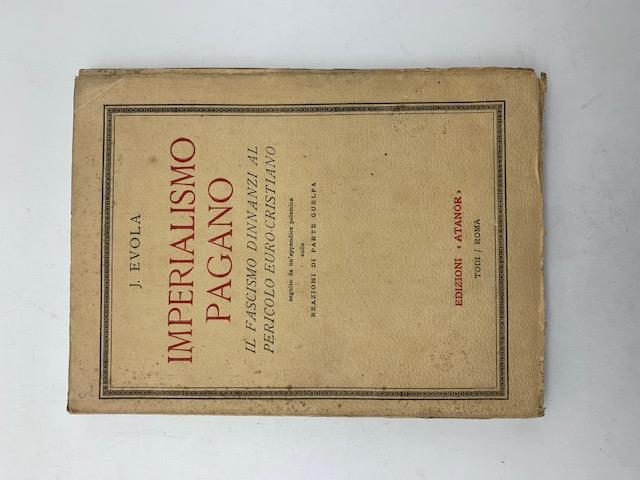 J. EVOLA
IMPERIALISMO
PAGANO
IL FASCISMO DINNANZI AL
PERICOLO EURO-CRISTIANO
seguito da un'appendice polemica
sulle
REAZIONI DI PARTE GUELFA
EDIZIONI « ATANÒR »
TODI / ROMA